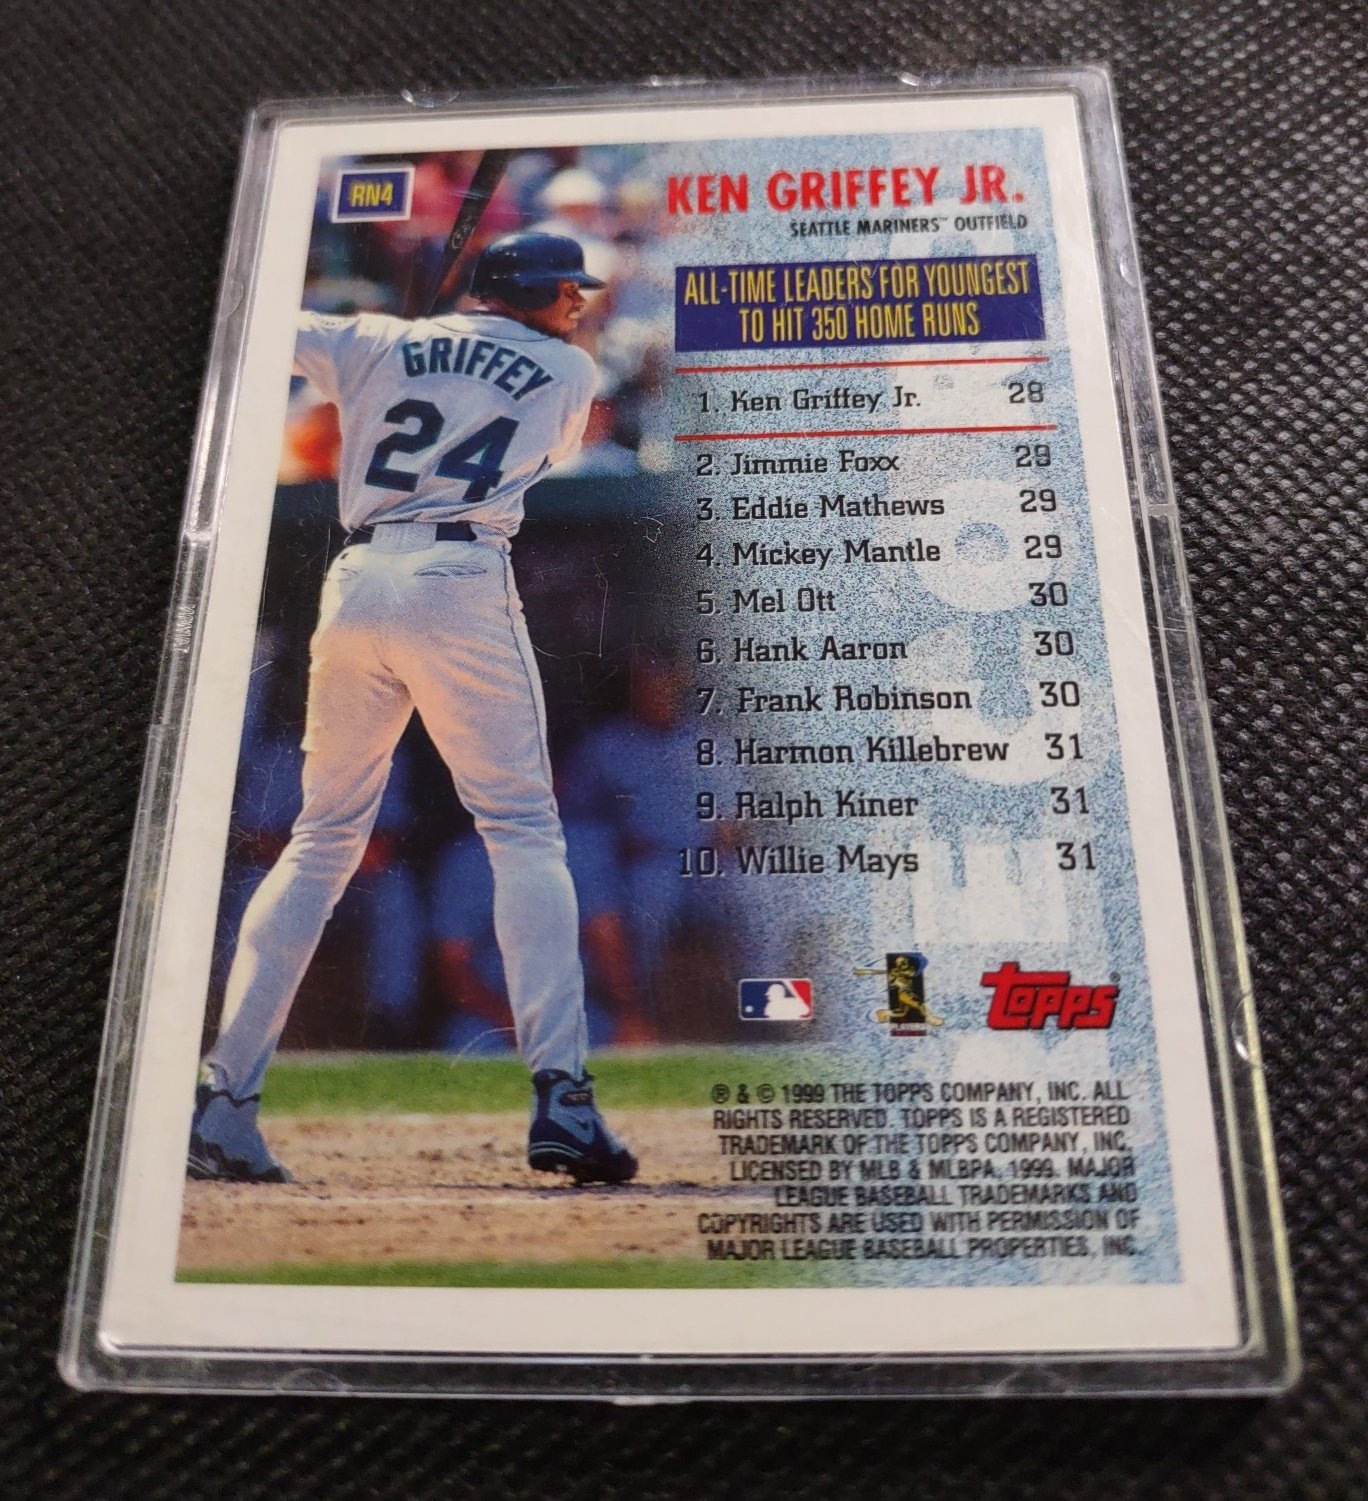 RN4
KEN GRIFFEY JR.
SEATTLE MARINERS™ OUTFIELD
ALL-TIME LEADERS FOR YOUNGEST
TO HIT 350 HOME RUNS
1. Ken Griffey Jr. 28
2. Jimmie Foxx 29
3. Eddie Mathews 29
4. Mickey Mantle 29
5. Mel Ott 30
6. Hank Aaron 30
7. Frank Robinson 30
8. Harmon Killebrew 31
9. Ralph Kiner 31
10. Willie Mays 31
GRIFFEY
24
Topps®
® & © 1999 THE TOPPS COMPANY, INC. ALL
RIGHTS RESERVED. TOPPS IS A REGISTERED
TRADEMARK OF THE TOPPS COMPANY, INC.
LICENSED BY MLB & MLBPA, 1999. MAJOR
LEAGUE BASEBALL TRADEMARKS AND
COPYRIGHTS ARE USED WITH PERMISSION OF
MAJOR LEAGUE BASEBALL PROPERTIES, INC.